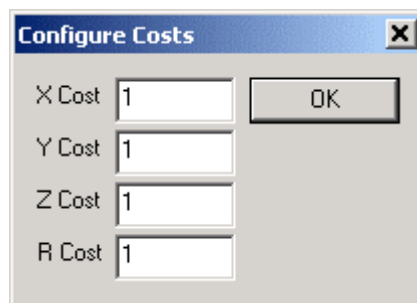 Configure Costs
X Cost 1 OK
Y Cost 1
Z Cost 1
R Cost 1